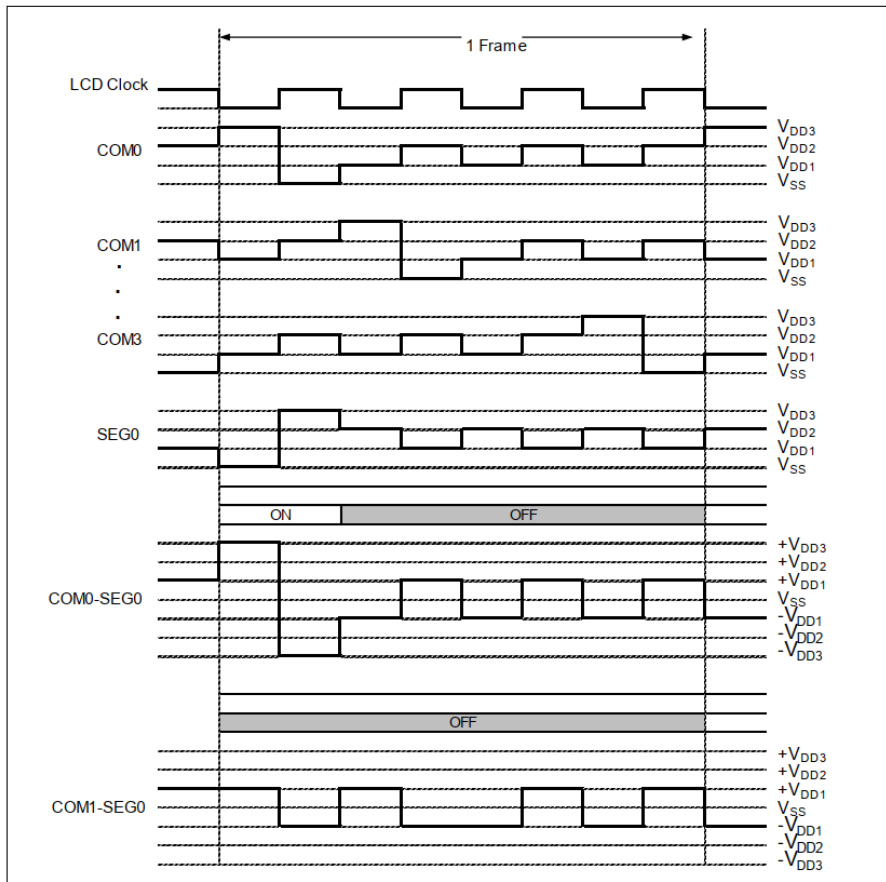 1 Frame
LCD Clock
COM0
VDD3
VDD2
VDD1
VSS
COM1
VDD3
VDD2
VDD1
VSS
COM3
VDD3
VDD2
VDD1
VSS
SEG0
VDD3
VDD2
VDD1
VSS
ON OFF
COM0-SEG0
+VDD3
+VDD2
+VDD1
VSS
-VDD1
-VDD2
-VDD3
OFF
COM1-SEG0
+VDD3
+VDD2
+VDD1
VSS
-VDD1
-VDD2
-VDD3